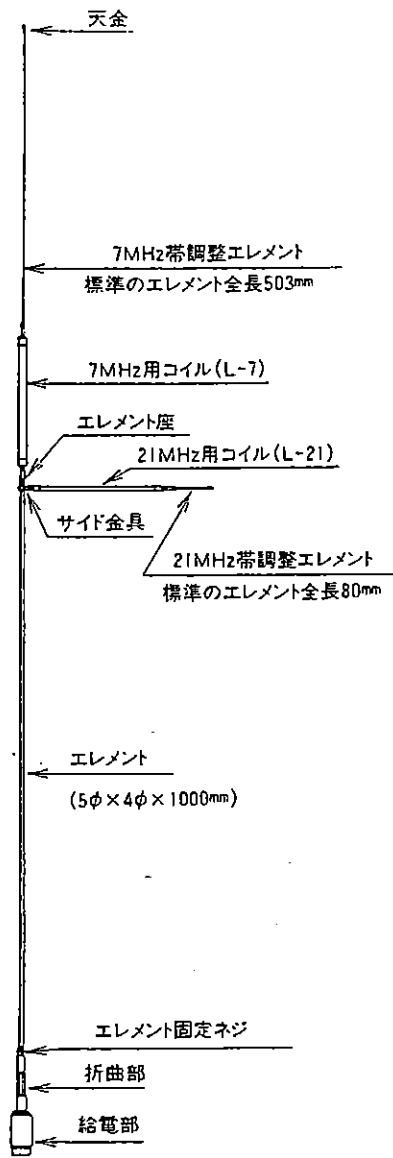 天金
7MHz帯調整エレメント
標準のエレメント全長503mm
7MHz用コイル(L-7)
エレメント座
21MHz用コイル(L-21)
サイド金具
21MHz帯調整エレメント
標準のエレメント全長80mm
エレメント
(5φ×4φ×1000mm)
エレメント固定ネジ
折曲部
給電部